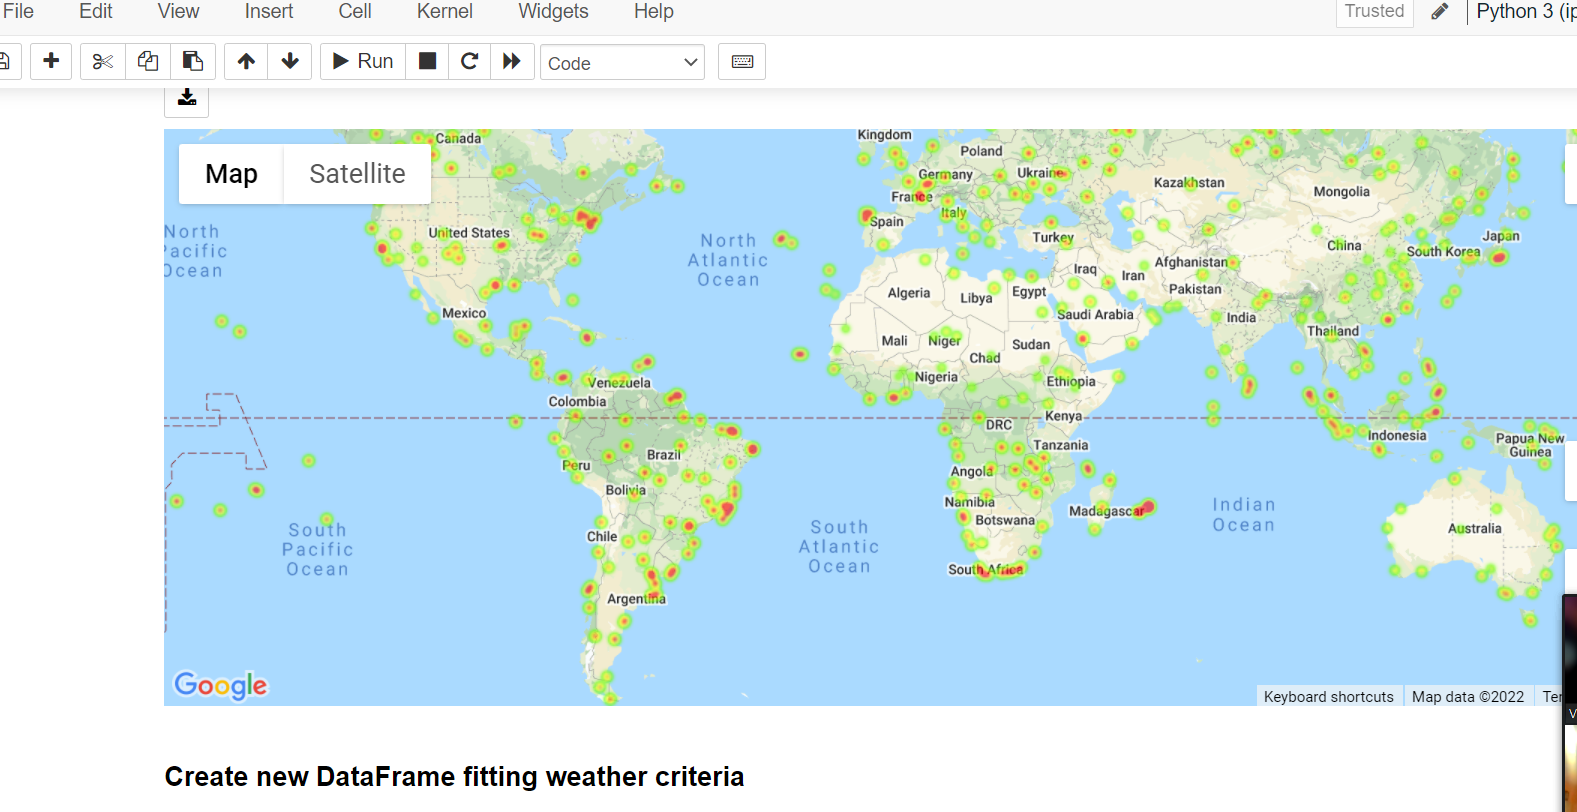 File Edit View Insert Cell Kernel Widgets Help
Trusted Python 3 (ip
Run Code
Map Satellite
Canada
United States
Mexico
North
Pacific
Ocean
North
Atlantic
Ocean
Venezuela
Colombia
Peru
Brazil
Bolivia
Chile
Argentina
South
Pacific
Ocean
South
Atlantic
Ocean
Kingdom
Poland
Germany
Ukraine
France
Italy
Spain
Turkey
Kazakhstan
Mongolia
China
South Korea
Japan
Afghanistan
Iraq
Iran
Pakistan
India
Thailand
Algeria
Libya
Egypt
Saudi Arabia
Mali
Niger
Chad
Sudan
Nigeria
Ethiopia
DRC
Kenya
Tanzania
Angola
Namibia
Botswana
Madagascar
South Africa
Indian
Ocean
Indonesia
Papua New
Guinea
Australia
Google
Keyboard shortcuts Map data ©2022 Ter
V
Create new DataFrame fitting weather criteria